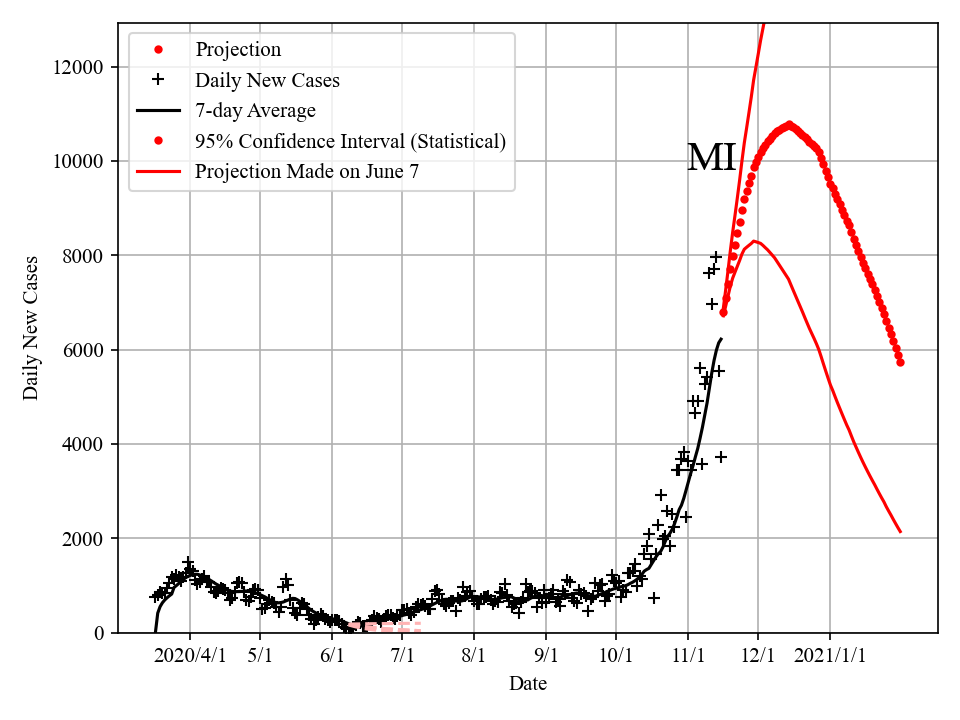 Projection
Daily New Cases
7-day Average
95% Confidence Interval (Statistical)
Projection Made on June 7
MI
12000
10000
8000
6000
4000
2000
0
Daily New Cases
2020/4/1 5/1 6/1 7/1 8/1 9/1 10/1 11/1 12/1 2021/1/1
Date